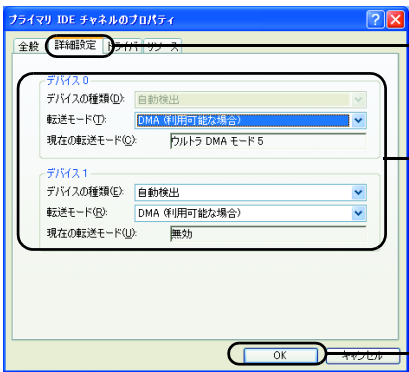 プライマリ IDE チャネルのプロパティ
全般 詳細設定 ドライバ リソース
デバイス 0
デバイスの種類(D): 自動検出
転送モード(T): DMA (利用可能な場合)
現在の転送モード(C): ウルトラ DMA モード 5
デバイス 1
デバイスの種類(E): 自動検出
転送モード(R): DMA (利用可能な場合)
現在の転送モード(U): 無効
OK キャンセル